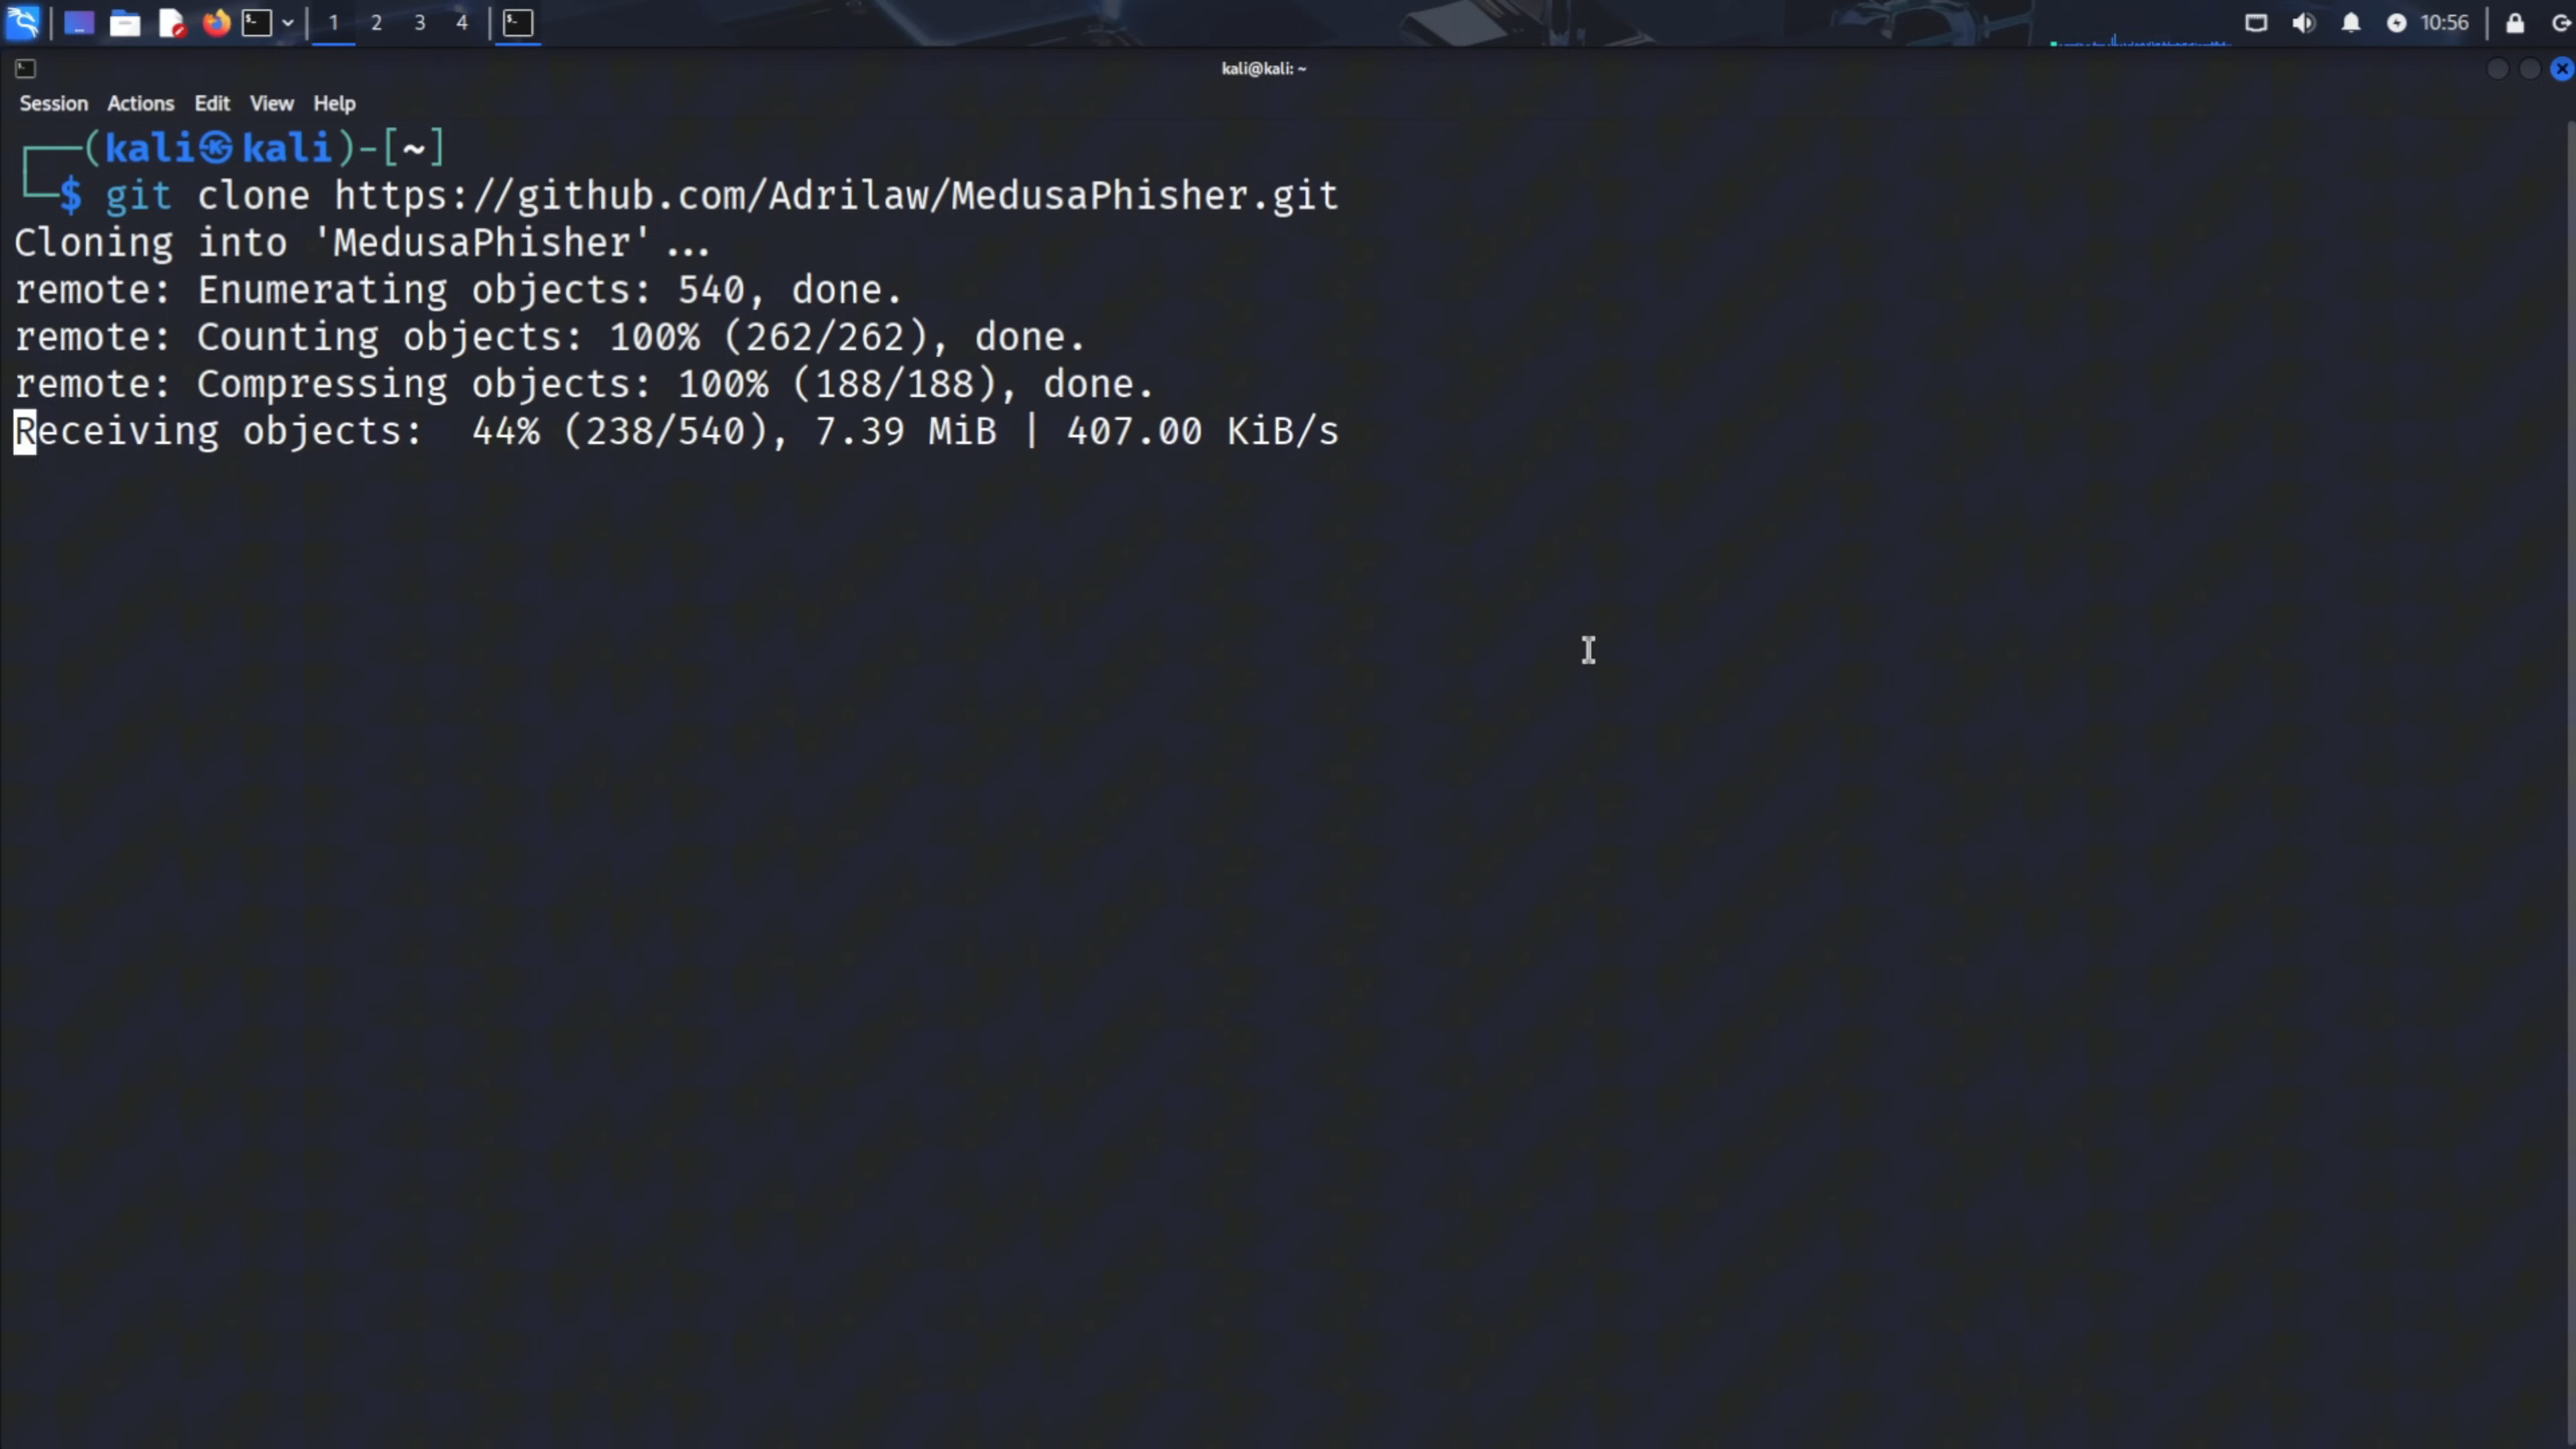 1 2 3 4 10:56
kali@kali: ~
Session Actions Edit View Help
┌──(kali㉿kali)-[~]
└─$ git clone https://github.com/Adrilaw/MedusaPhisher.git
Cloning into 'MedusaPhisher'...
remote: Enumerating objects: 540, done.
remote: Counting objects: 100% (262/262), done.
remote: Compressing objects: 100% (188/188), done.
Receiving objects:  44% (238/540), 7.39 MiB | 407.00 KiB/s